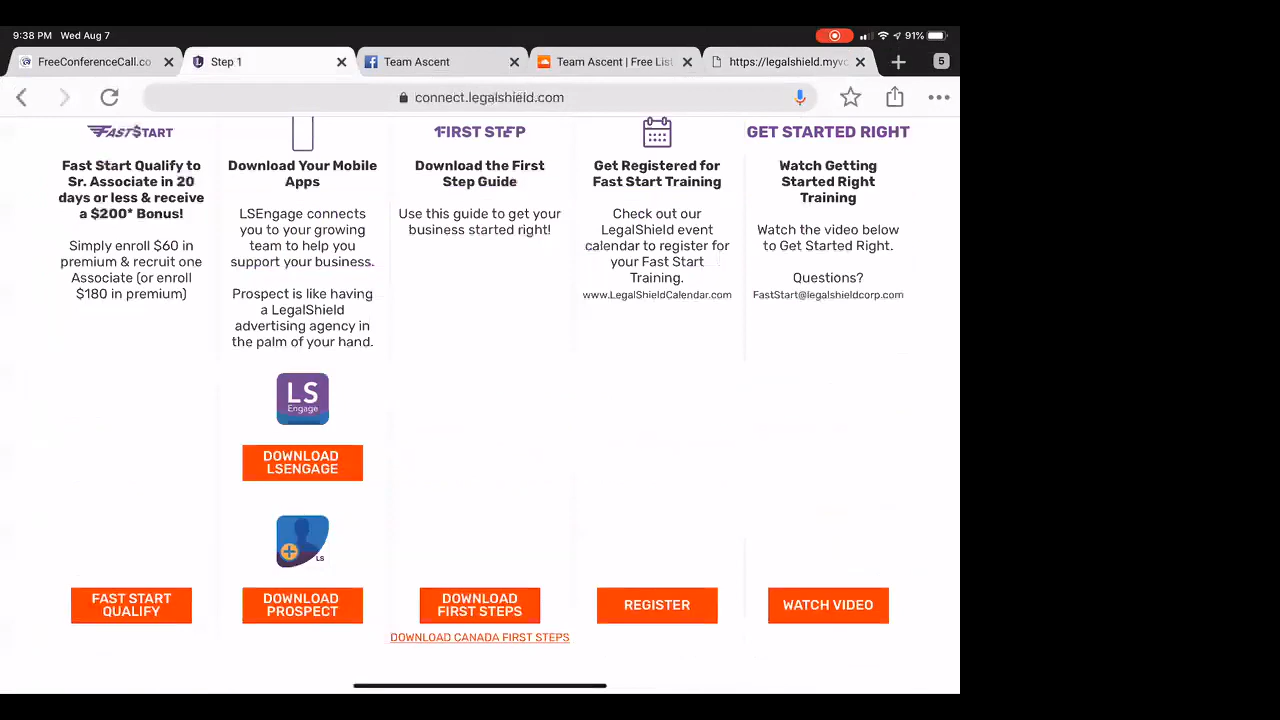 9:38 PM Wed Aug 7 91%
FreeConferenceCall.co Step 1 Team Ascent Team Ascent | Free Lis https://legalshield.myvo 5
connect.legalshield.com
FAST$TART
Fast Start Qualify to
Sr. Associate in 20
days or less & receive
a $200* Bonus!
Simply enroll $60 in
premium & recruit one
Associate (or enroll
$180 in premium)
FAST START
QUALIFY
Download Your Mobile
Apps
LSEngage connects
you to your growing
team to help you
support your business.
Prospect is like having
a LegalShield
advertising agency in
the palm of your hand.
LS
Engage
DOWNLOAD
LSENGAGE
LS
DOWNLOAD
PROSPECT
1FIRST STEP
Download the First
Step Guide
Use this guide to get your
business started right!
DOWNLOAD
FIRST STEPS
DOWNLOAD CANADA FIRST STEPS
Get Registered for
Fast Start Training
Check out our
LegalShield event
calendar to register for
your Fast Start
Training.
www.LegalShieldCalendar.com
REGISTER
GET STARTED RIGHT
Watch Getting
Started Right
Training
Watch the video below
to Get Started Right.
Questions?
FastStart@legalshieldcorp.com
WATCH VIDEO